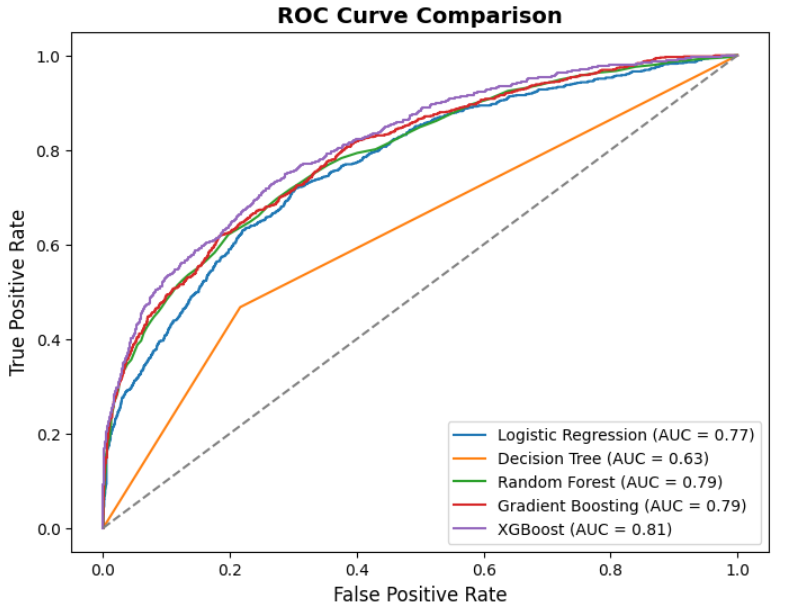 ROC Curve Comparison
True Positive Rate
1.0
0.8
0.6
0.4
0.2
0.0
Logistic Regression (AUC = 0.77)
Decision Tree (AUC = 0.63)
Random Forest (AUC = 0.79)
Gradient Boosting (AUC = 0.79)
XGBoost (AUC = 0.81)
0.0 0.2 0.4 0.6 0.8 1.0
False Positive Rate